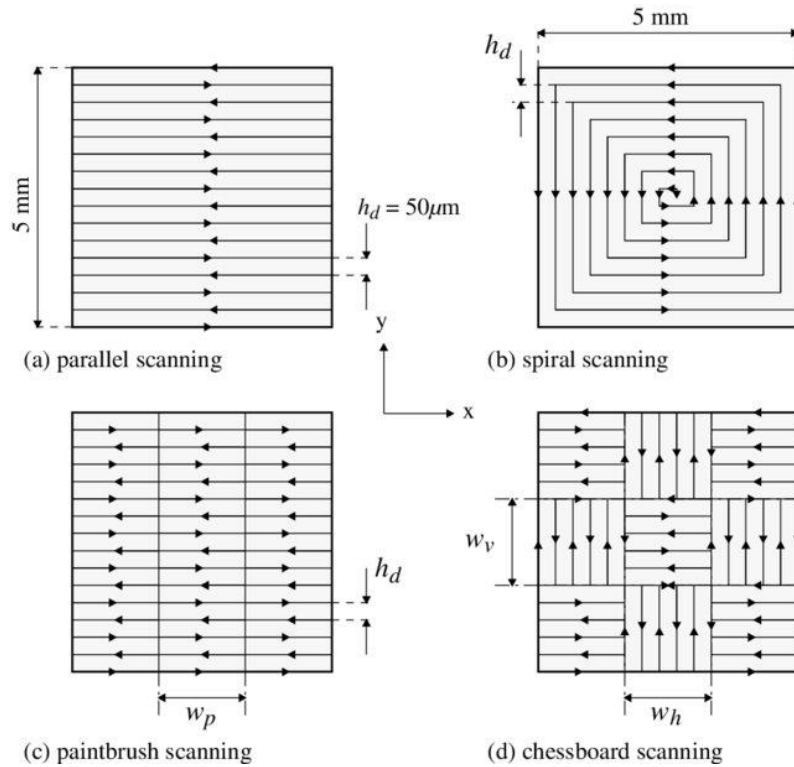 5 mm
h_d
5 mm
h_d = 50μm
y
(a) parallel scanning
(b) spiral scanning
x
w_v
h_d
w_p
w_h
(c) paintbrush scanning
(d) chessboard scanning